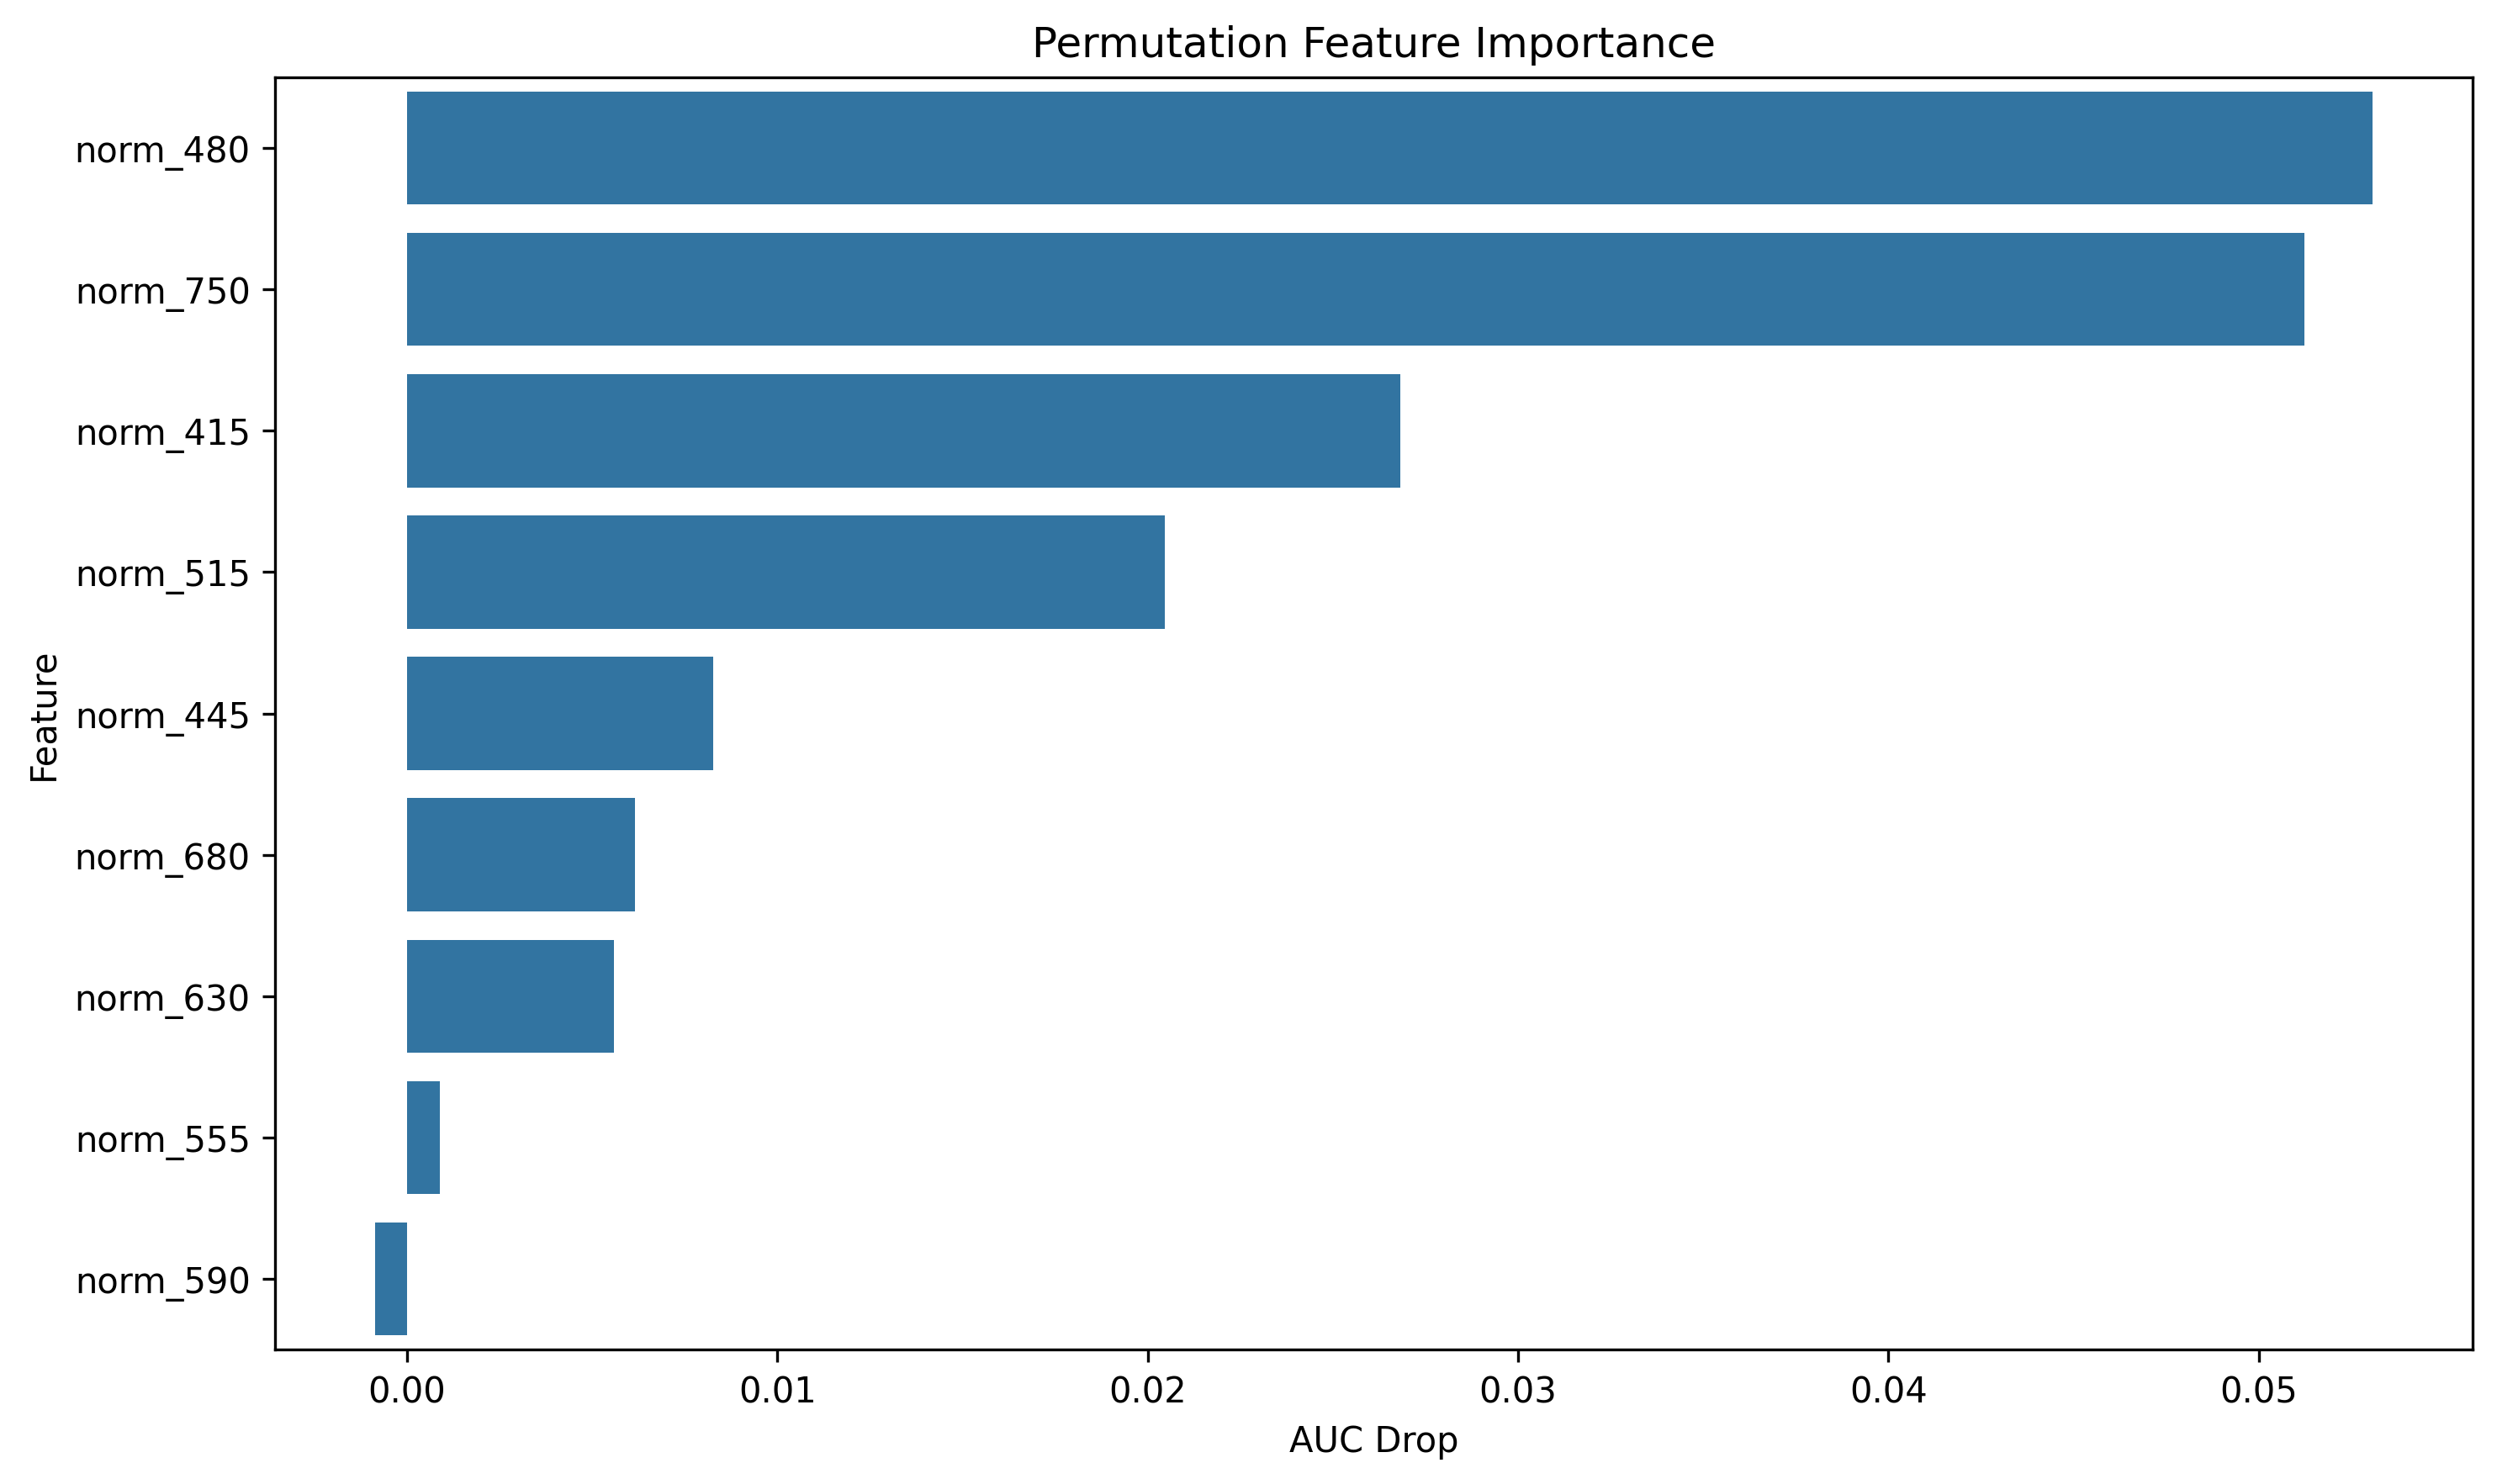 Permutation Feature Importance
norm_480
norm_750
norm_415
norm_515
norm_445
norm_680
norm_630
norm_555
norm_590
Feature
0.00 0.01 0.02 0.03 0.04 0.05
AUC Drop